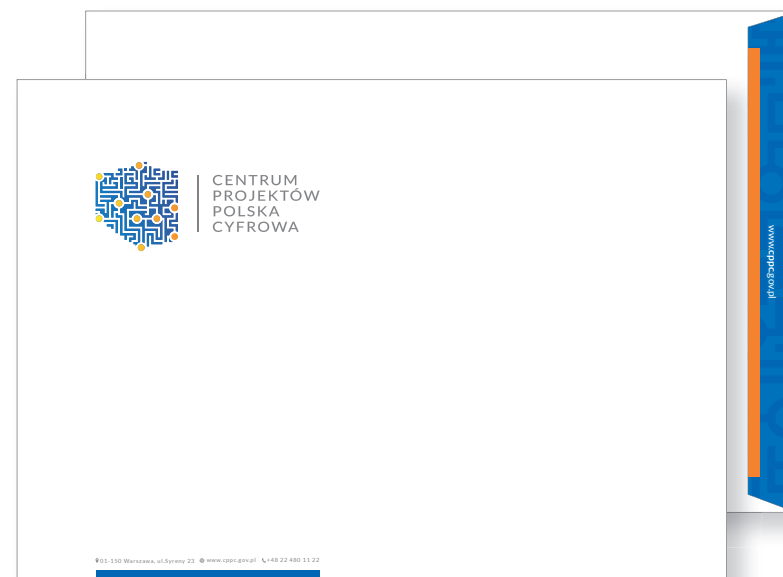 CENTRUM
PROJEKTÓW
POLSKA
CYFROWA
www.cppc.gov.pl
01-150 Warszawa, ul.Syreny 23 www.cppc.gov.pl +48 22 480 11 22